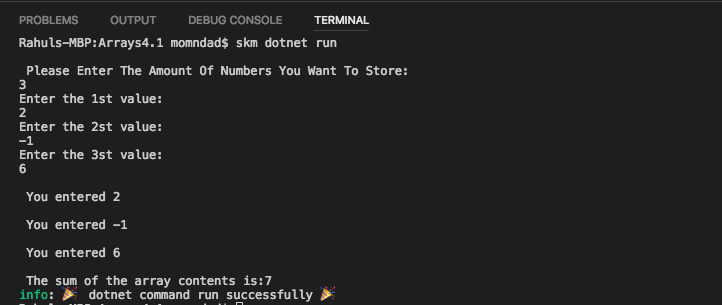 PROBLEMS OUTPUT DEBUG CONSOLE TERMINAL
Rahuls-MBP:Arrays4.1 momndad$ skm dotnet run
Please Enter The Amount Of Numbers You Want To Store:
3
Enter the 1st value:
2
Enter the 2st value:
-1
Enter the 3st value:
6
You entered 2
You entered -1
You entered 6
The sum of the array contents is:7
info: 🎉 dotnet command run successfully 🎉